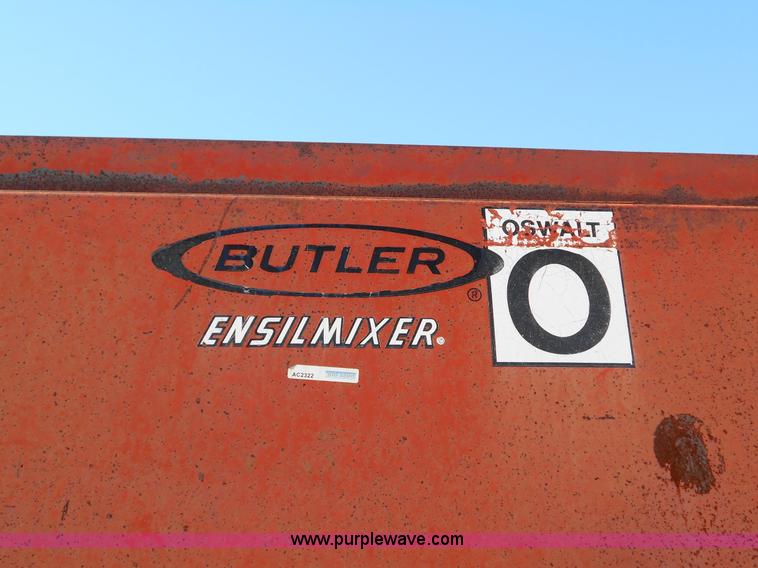 OSWALT
BUTLER
®
O
ENSILMIXER®
AC2322
www.purplewave.com